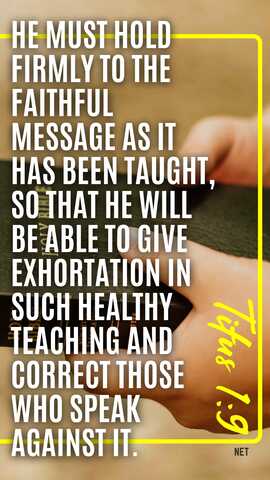 HE MUST HOLD
FIRMLY TO THE
FAITHFUL
MESSAGE AS IT
HAS BEEN TAUGHT,
SO THAT HE WILL
BE ABLE TO GIVE
EXHORTATION IN
SUCH HEALTHY
TEACHING AND
CORRECT THOSE
WHO SPEAK
AGAINST IT.
Titus 1:9
NET